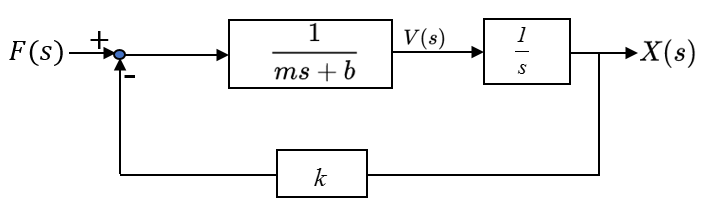 F(s) + 1/(ms + b) V(s) 1/s X(s)
-
k